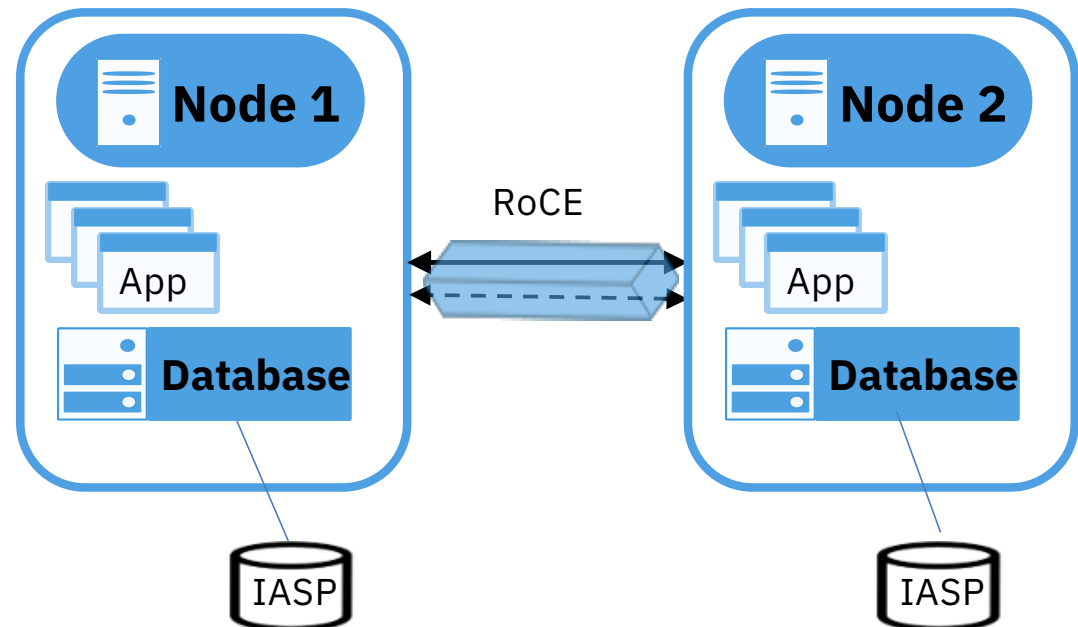 Node 1
Node 2
RoCE
App
App
Database
Database
IASP
IASP